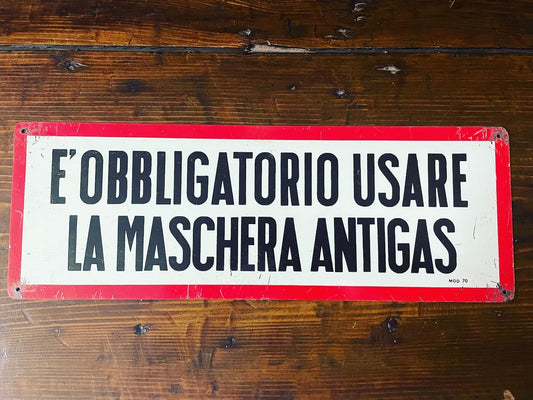 E'OBBLIGATORIO USARE
LA MASCHERA ANTIGAS
MOD 70